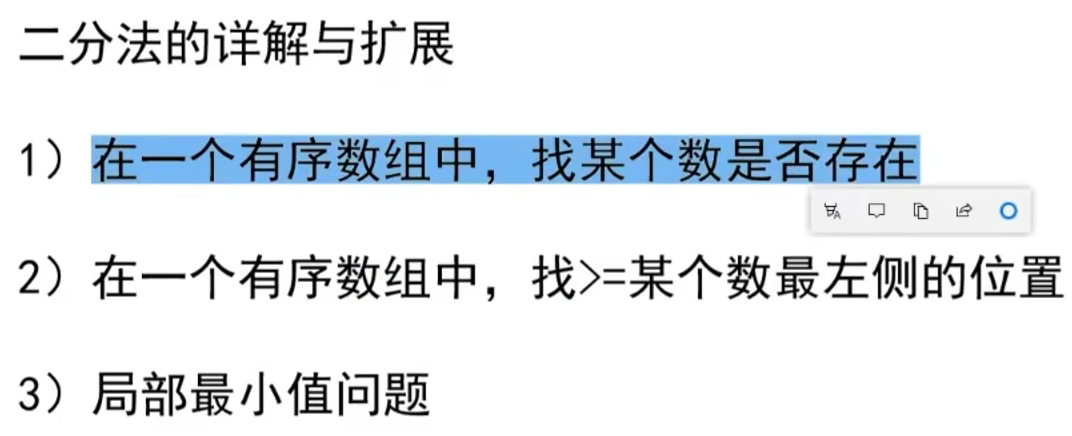 二分法的详解与扩展
1）在一个有序数组中，找某个数是否存在
2）在一个有序数组中，找>=某个数最左侧的位置
3）局部最小值问题